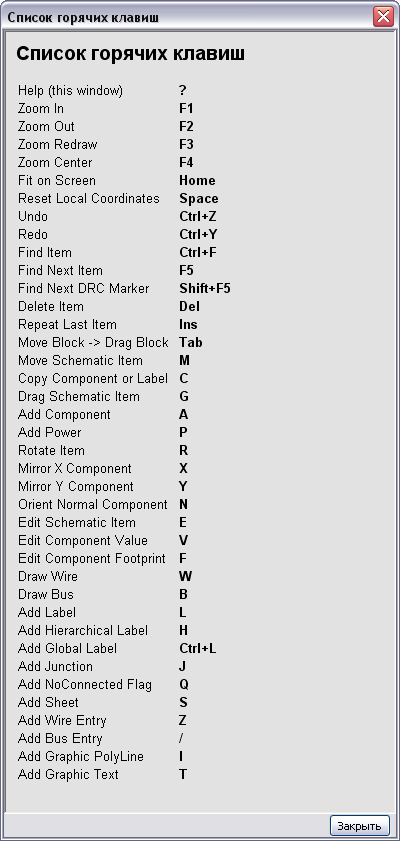 Список горячих клавиш
Список горячих клавиш
Help (this window) ?
Zoom In F1
Zoom Out F2
Zoom Redraw F3
Zoom Center F4
Fit on Screen Home
Reset Local Coordinates Space
Undo Ctrl+Z
Redo Ctrl+Y
Find Item Ctrl+F
Find Next Item F5
Find Next DRC Marker Shift+F5
Delete Item Del
Repeat Last Item Ins
Move Block -> Drag Block Tab
Move Schematic Item M
Copy Component or Label C
Drag Schematic Item G
Add Component A
Add Power P
Rotate Item R
Mirror X Component X
Mirror Y Component Y
Orient Normal Component N
Edit Schematic Item E
Edit Component Value V
Edit Component Footprint F
Draw Wire W
Draw Bus B
Add Label L
Add Hierarchical Label H
Add Global Label Ctrl+L
Add Junction J
Add NoConnected Flag Q
Add Sheet S
Add Wire Entry Z
Add Bus Entry /
Add Graphic PolyLine I
Add Graphic Text T
Закрыть